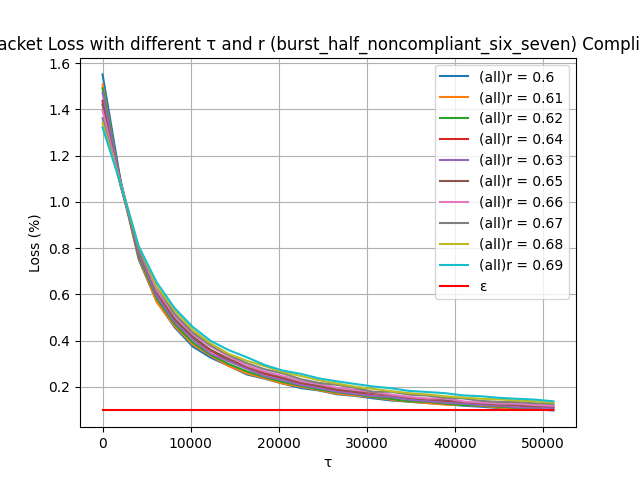 acket Loss with different τ and r (burst_half_noncompliant_six_seven) Compli
1.6
1.4
1.2
1.0
0.8
0.6
0.4
0.2
Loss (%)
(all)r = 0.6
(all)r = 0.61
(all)r = 0.62
(all)r = 0.64
(all)r = 0.63
(all)r = 0.65
(all)r = 0.66
(all)r = 0.67
(all)r = 0.68
(all)r = 0.69
ε
0 10000 20000 30000 40000 50000
τ